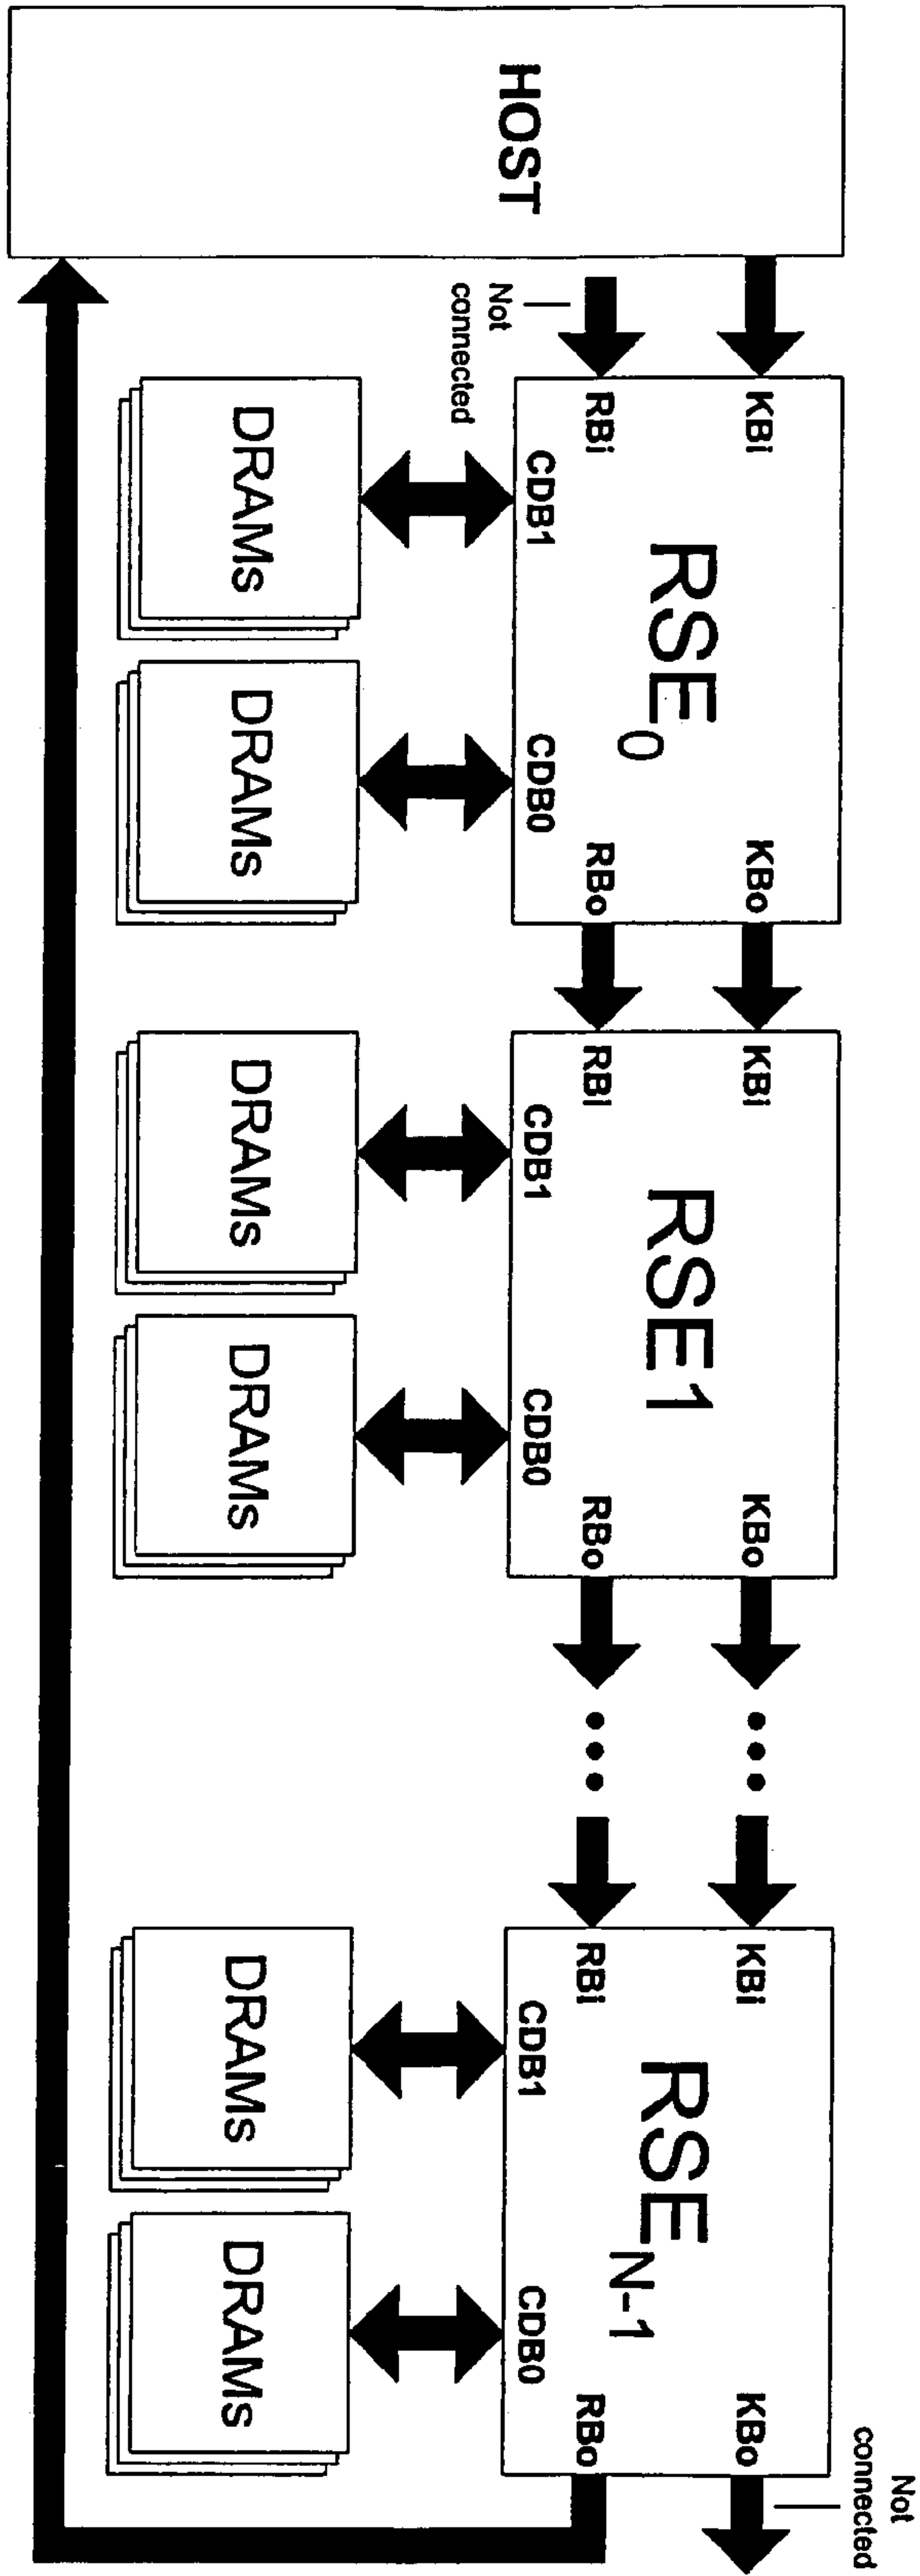 HOST
Not
connected
KBi
RBi
RSE0
CDB1
CDB0
KBo
RBo
DRAMs
DRAMs
KBi
RBi
RSE1
CDB1
CDB0
KBo
RBo
DRAMs
DRAMs
KBi
RBi
RSEN-1
CDB1
CDB0
KBo
RBo
DRAMs
DRAMs
Not
connected